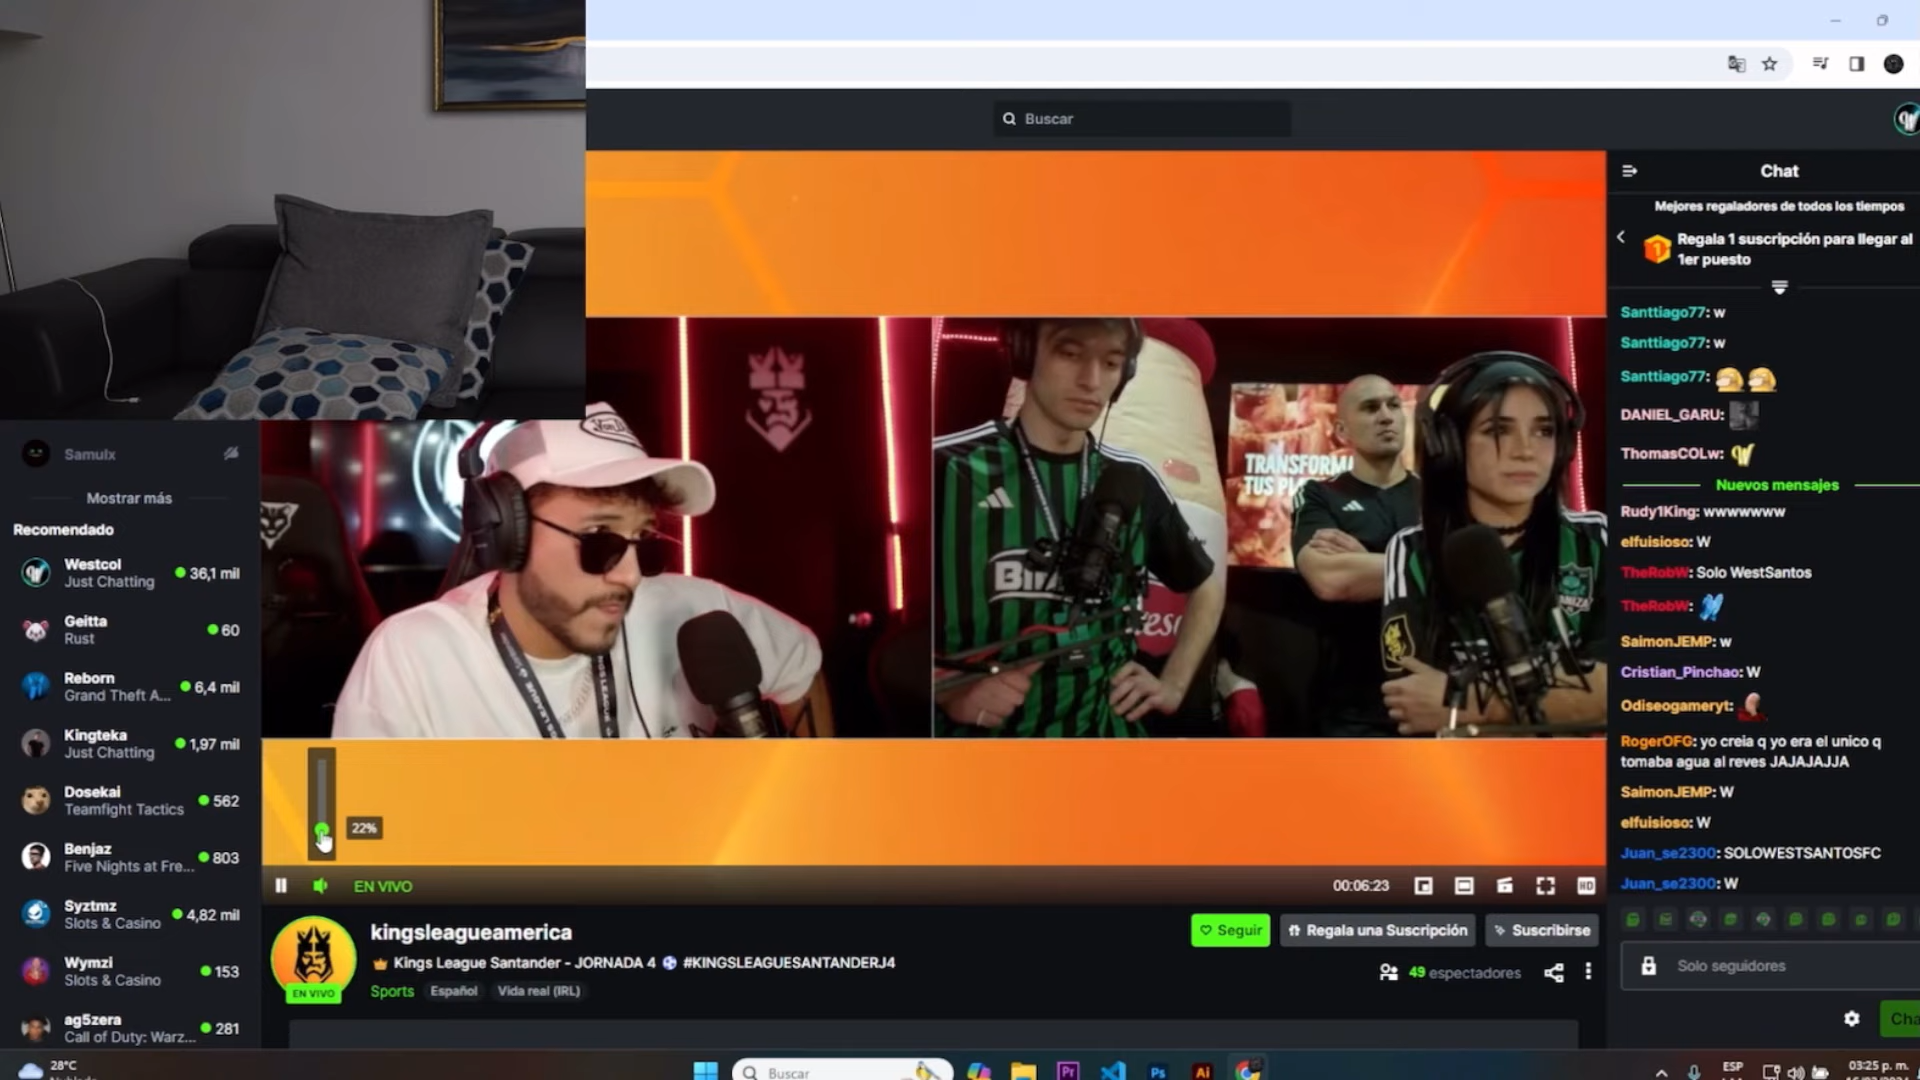 Buscar
Chat
Mejores regaladores de todos los tiempos
Regala 1 suscripción para llegar al
1er puesto
Santtiago77: w
Santtiago77: w
Santtiago77:
DANIEL_GARU:
ThomasCOLw:
Nuevos mensajes
Rudy1King: wwwwwww
elfuisioso: W
TheRobW: Solo WestSantos
TheRobW:
SaimonJEMP: w
Cristian_Pinchao: W
Odiseogameryt:
RogerOFG: yo creia q yo era el unico q
tomaba agua al reves JAJAJAJJA
SaimonJEMP: W
elfuisioso: W
Juan_se2300: SOLOWESTSANTOSFC
Juan_se2300: W
Solo seguidores
Samulx
Mostrar más
Recomendado
Westcol
Just Chatting
36,1 mil
Geitta
Rust
60
Reborn
Grand Theft A...
6,4 mil
Kingteka
Just Chatting
1,97 mil
Dosekai
Teamfight Tactics
562
Benjaz
Five Nights at Fre...
803
Syztmz
Slots & Casino
4,82 mil
Wymzi
Slots & Casino
153
ag5zera
Call of Duty: Warz...
281
TRANSFORMA
TUS
22%
EN VIVO
00:06:23
HD
kingsleagueamerica
Kings League Santander - JORNADA 4 #KINGSLEAGUESANTANDERJ4
Sports Español Vida real (IRL)
EN VIVO
Seguir
Regala una Suscripción
Suscribirse
49 espectadores
28°C
Buscar
Pr
Ps
Ai
ESP
03:25 p. m.